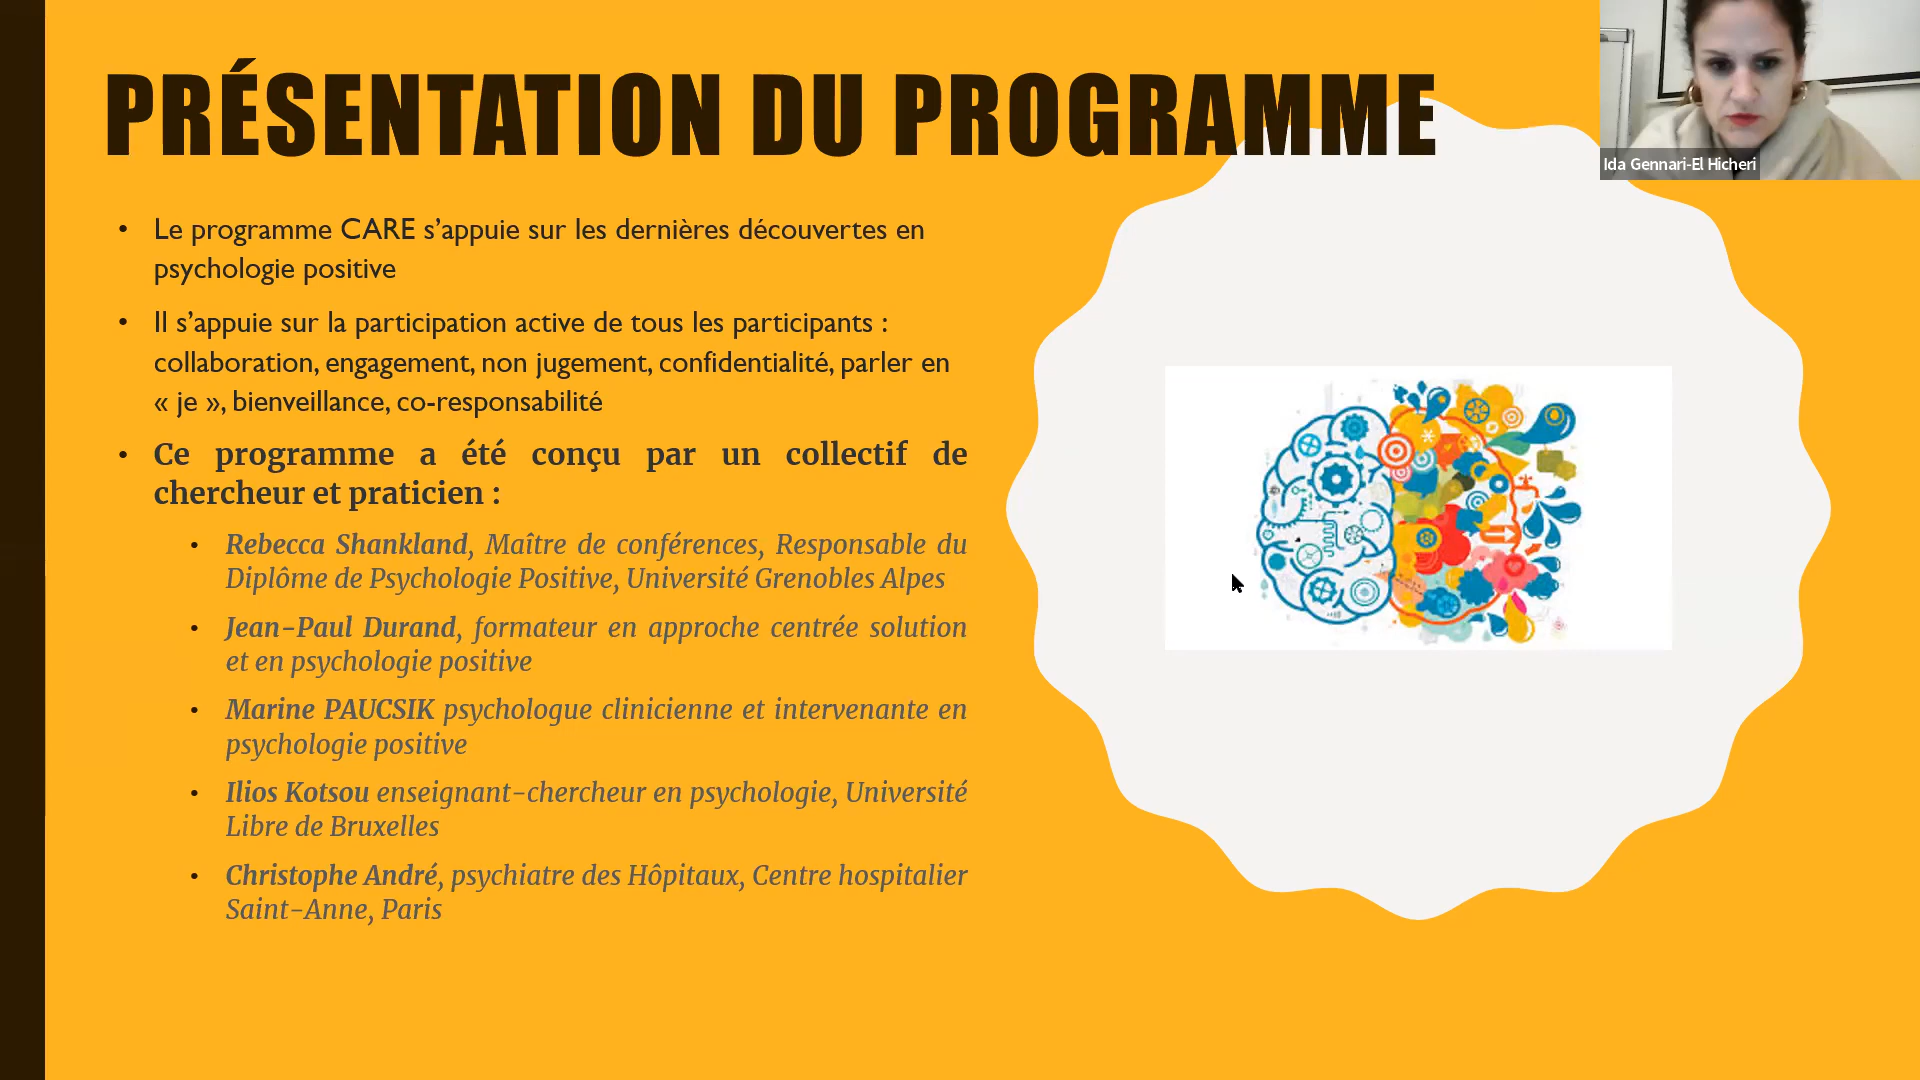 PRÉSENTATION DU PROGRAMME
Ida Gennari-El Hicheri
• Le programme CARE s’appuie sur les dernières découvertes en
psychologie positive
• Il s’appuie sur la participation active de tous les participants :
collaboration, engagement, non jugement, confidentialité, parler en
« je », bienveillance, co-responsabilité
• Ce programme a été conçu par un collectif de
chercheur et praticien :
• Rebecca Shankland, Maître de conférences, Responsable du
Diplôme de Psychologie Positive, Université Grenobles Alpes
• Jean-Paul Durand, formateur en approche centrée solution
et en psychologie positive
• Marine PAUCSIK psychologue clinicienne et intervenante en
psychologie positive
• Ilios Kotsou enseignant-chercheur en psychologie, Université
Libre de Bruxelles
• Christophe André, psychiatre des Hôpitaux, Centre hospitalier
Saint-Anne, Paris